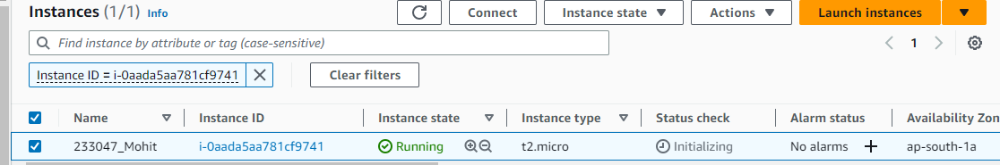 Instances (1/1) Info
Connect
Instance state
Actions
Launch instances
Find instance by attribute or tag (case-sensitive)
1
Instance ID = i-0aada5aa781cf9741
Clear filters
Name Instance ID Instance state Instance type Status check Alarm status Availability Zon
233047_Mohit i-0aada5aa781cf9741 Running t2.micro Initializing No alarms ap-south-1a